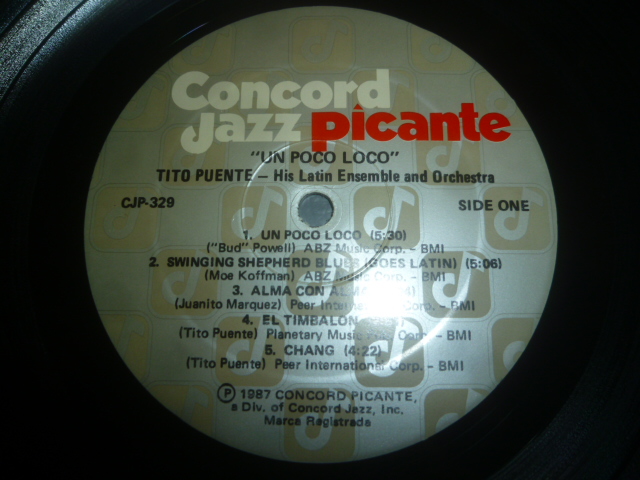 Concord
Jazz picante
"UN POCO LOCO"
TITO PUENTE — His Latin Ensemble and Orchestra
CJP-329
SIDE ONE
1. UN POCO LOCO (5:30)
("Bud" Powell) ABZ Music Corp. - BMI
2. SWINGING SHEPHERD BLUES (GOES LATIN) (5:06)
(Moe Koffman) ABZ Music Corp. - BMI
3. ALMA CON
(Juanito Marquez) Peer International Corp. - BMI
4. EL TIMBALON
(Tito Puente) Planetary Music Corp. - BMI
5. CHANG (4:22)
(Tito Puente) Peer International Corp. - BMI
Ⓟ 1987 CONCORD PICANTE,
a Div. of Concord Jazz, Inc.
Marca Registrada